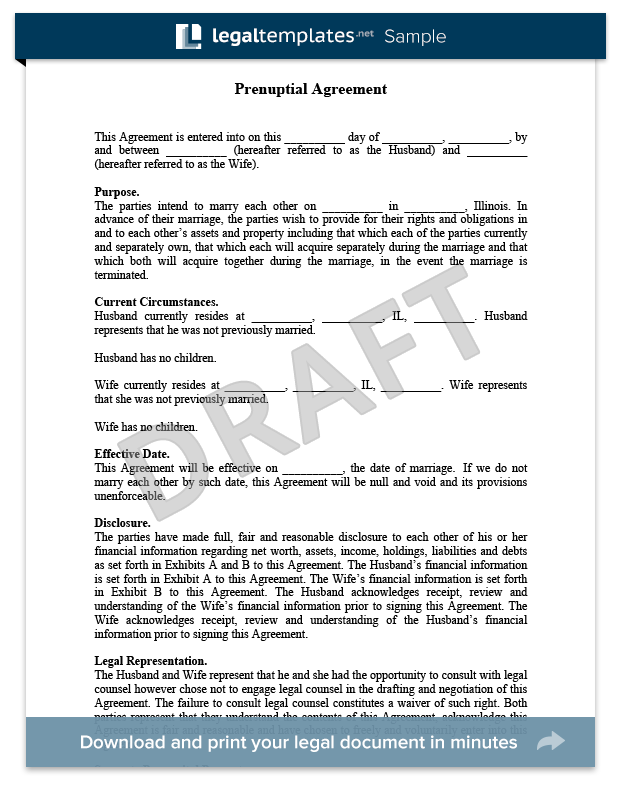 legaltemplates.net Sample
Prenuptial Agreement
This Agreement is entered into on this __________ day of __________, __________, by
and between __________ (hereafter referred to as the Husband) and __________
(hereafter referred to as the Wife).
Purpose.
The parties intend to marry each other on __________ in __________, Illinois. In
advance of their marriage, the parties wish to provide for their rights and obligations in
and to each other's assets and property including that which each of the parties currently
and separately own, that which each will acquire separately during the marriage and that
which both will acquire together during the marriage, in the event the marriage is
terminated.
Current Circumstances.
Husband currently resides at __________, __________, IL, __________. Husband
represents that he was not previously married.
Husband has no children.
Wife currently resides at __________, __________, IL, __________. Wife represents
that she was not previously married.
Wife has no children.
DRAFT
Effective Date.
This Agreement will be effective on __________, the date of marriage. If we do not
marry each other by such date, this Agreement will be null and void and its provisions
unenforceable.
Disclosure.
The parties have made full, fair and reasonable disclosure to each other of his or her
financial information regarding net worth, assets, income, holdings, liabilities and debts
as set forth in Exhibits A and B to this Agreement. The Husband's financial information
is set forth in Exhibit A to this Agreement. The Wife's financial information is set forth
in Exhibit B to this Agreement. The Husband acknowledges receipt, review and
understanding of the Wife's financial information prior to signing this Agreement. The
Wife acknowledges receipt, review and understanding of the Husband's financial
information prior to signing this Agreement.
Legal Representation.
The Husband and Wife represent that he and she had the opportunity to consult with legal
counsel however chose not to engage legal counsel in the drafting and negotiation of this
Agreement. The failure to consult legal counsel constitutes a waiver of such right. Both
parties represent that they understand the contents of this Agreement, acknowledge this
Agreement is fair and reasonable and have chosen to freely and voluntarily enter into this
Download and print your legal document in minutes